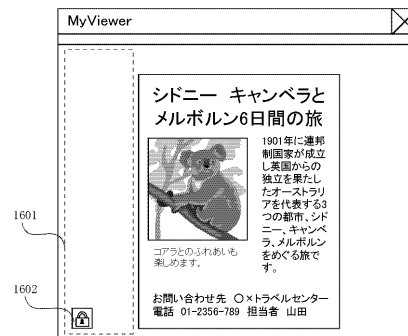 MyViewer
シドニー キャンベラと
メルボルン6日間の旅
1901年に連邦
制国家が成立
し英国からの
独立を果たし
たオーストラリ
アを代表する3
つの都市、シド
ニー、キャンベ
ラ、メルボルン
をめぐる旅で
す。
コアラとのふれあいも
楽しめます。
お問い合わせ先 〇×トラベルセンター
電話 01-2356-789 担当者 山田
1601
1602